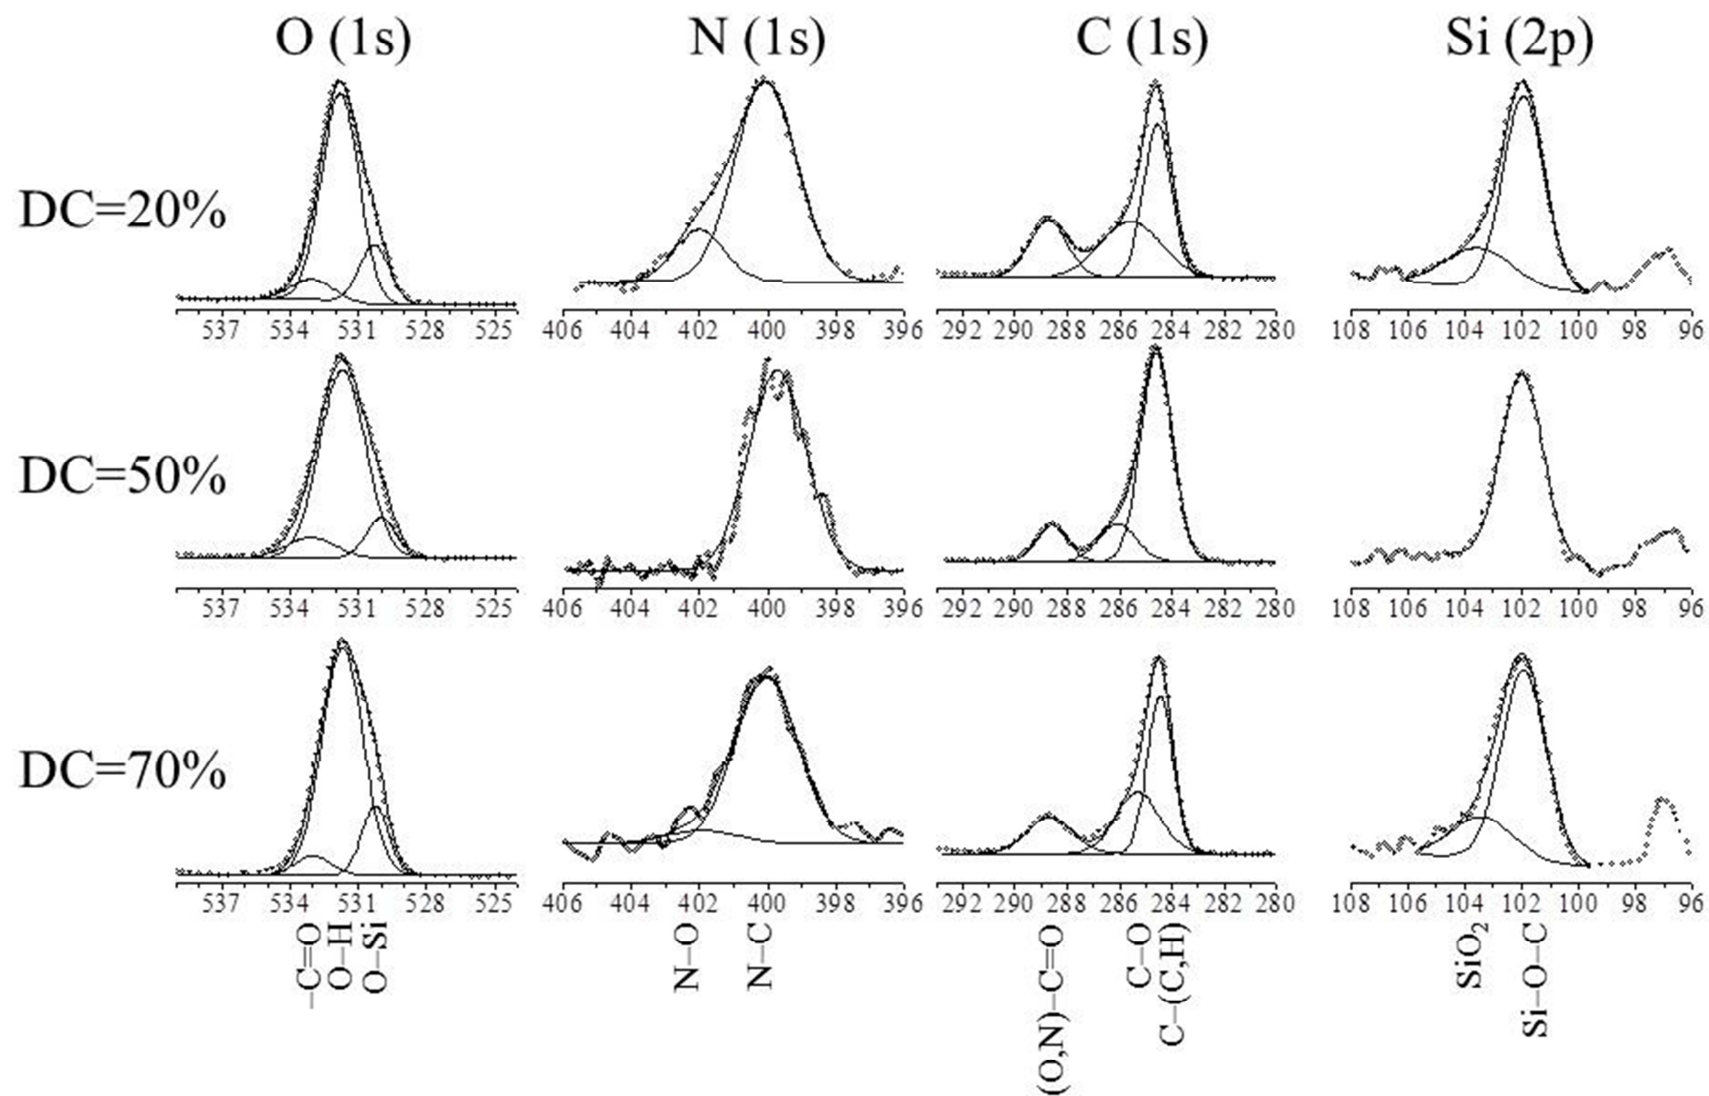 O (1s) N (1s) C (1s) Si (2p)
DC=20%
537 534 531 528 525 406 404 402 400 398 396 292 290 288 286 284 282 280 108 106 104 102 100 98 96
DC=50%
537 534 531 528 525 406 404 402 400 398 396 292 290 288 286 284 282 280 108 106 104 102 100 98 96
DC=70%
537 534 531 528 525 406 404 402 400 398 396 292 290 288 286 284 282 280 108 106 104 102 100 98 96
–C=O
O–H
O–Si
N–O
N–C
(O,N)–C=O
C–O
C–(C,H)
SiO₂
Si–O–C